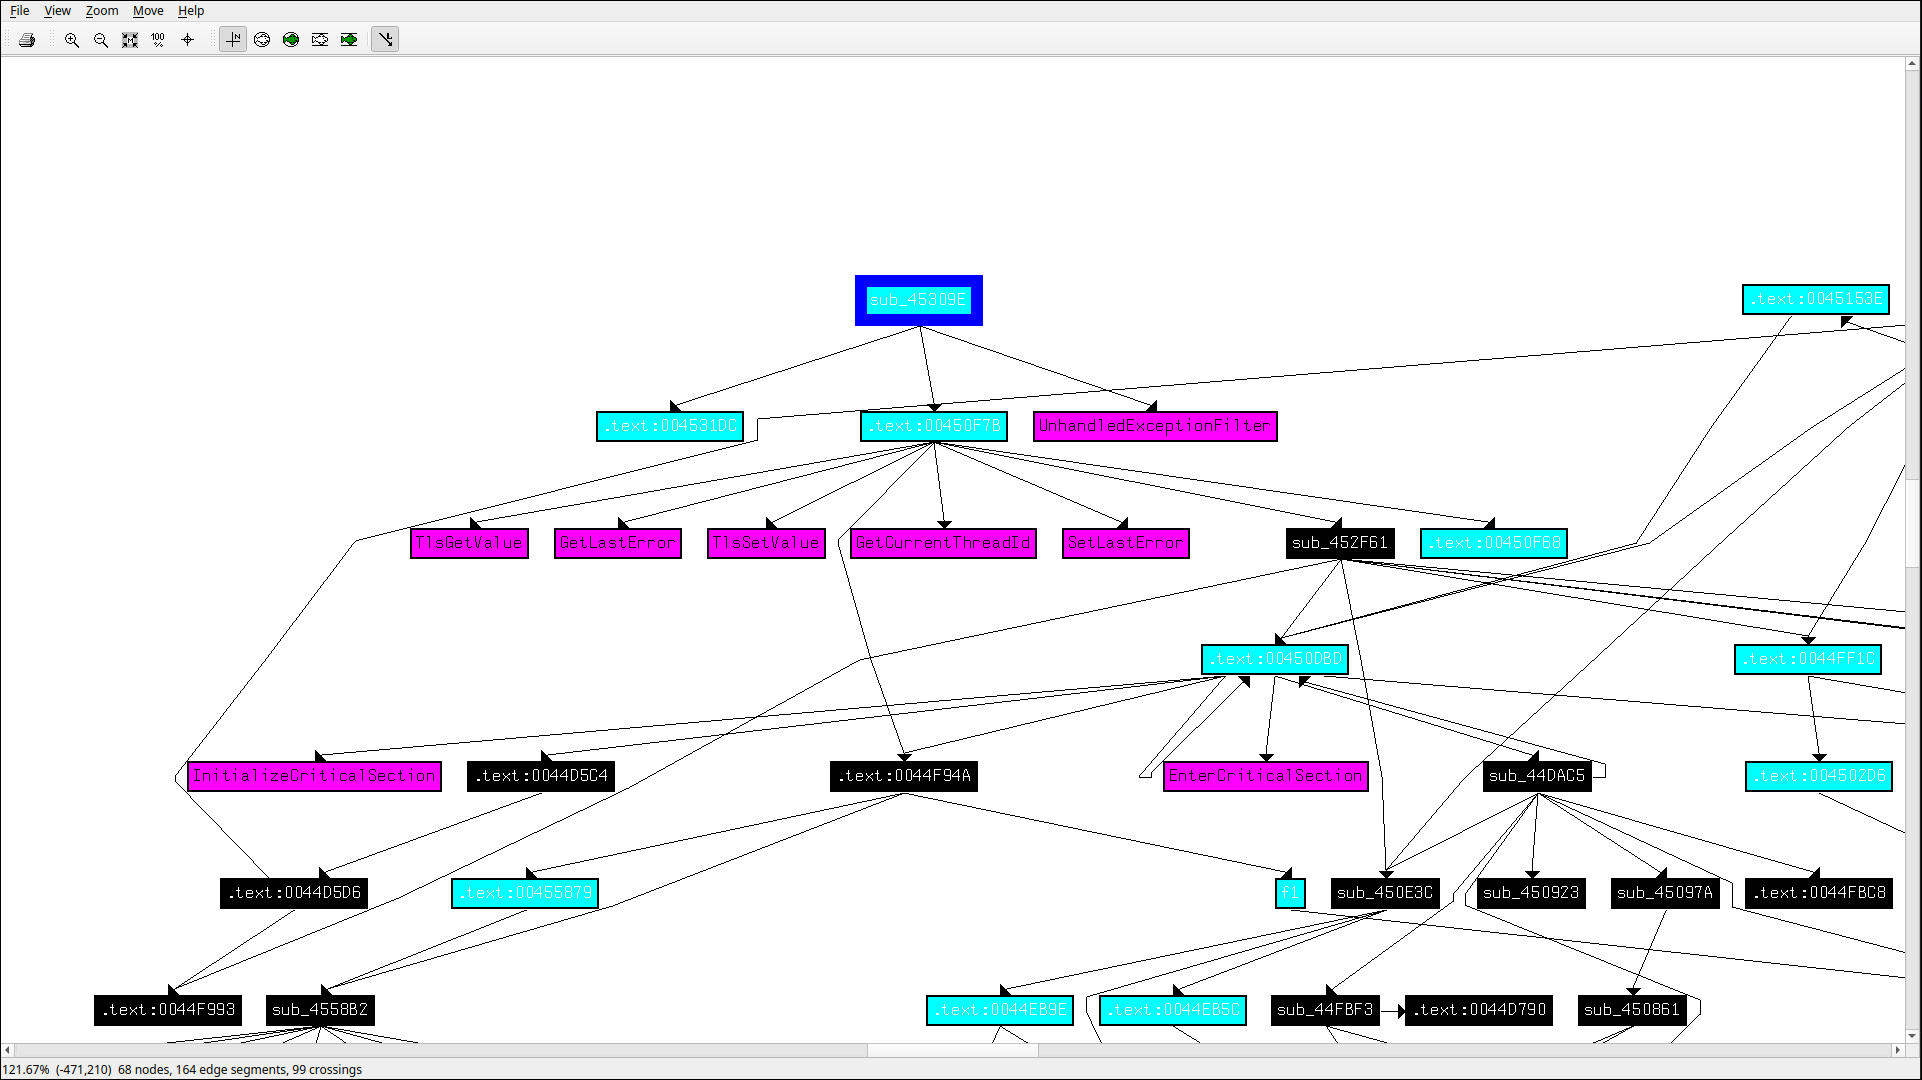 File View Zoom Move Help
100 %
N
sub_45309E
.text:0045153E
.text:004531DC
.text:00450F7B
UnhandledExceptionFilter
TlsGetValue
GetLastError
TlsSetValue
GetCurrentThreadId
SetLastError
sub_452F61
.text:00450F68
.text:00450DBD
.text:0044FF1C
InitializeCriticalSection
.text:0044D5C4
.text:0044F94A
EnterCriticalSection
sub_44DAC5
.text:004502D6
.text:0044D5D6
.text:00455879
f1
sub_450E3C
sub_450923
sub_45097A
.text:0044FBC8
.text:0044F993
sub_4558B2
.text:0044EB9E
.text:0044EB5C
sub_44FBF3
.text:0044D790
sub_450861
121.67% (-471,210) 68 nodes, 164 edge segments, 99 crossings